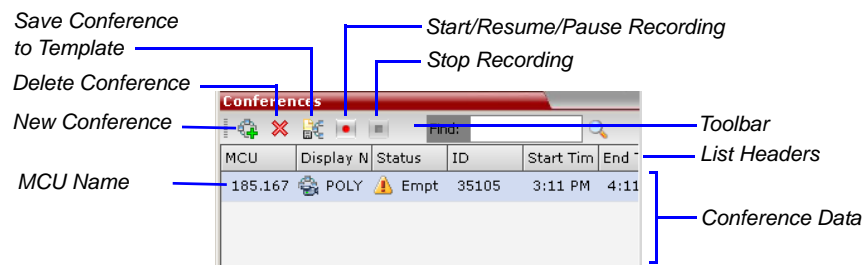 Save Conference
to Template
Start/Resume/Pause Recording
Stop Recording
Delete Conference
Conferences
New Conference
Find:
Toolbar
MCU Display N Status ID Start Tim End T
List Headers
MCU Name
185.167 POLY Empt 35105 3:11 PM 4:11
Conference Data